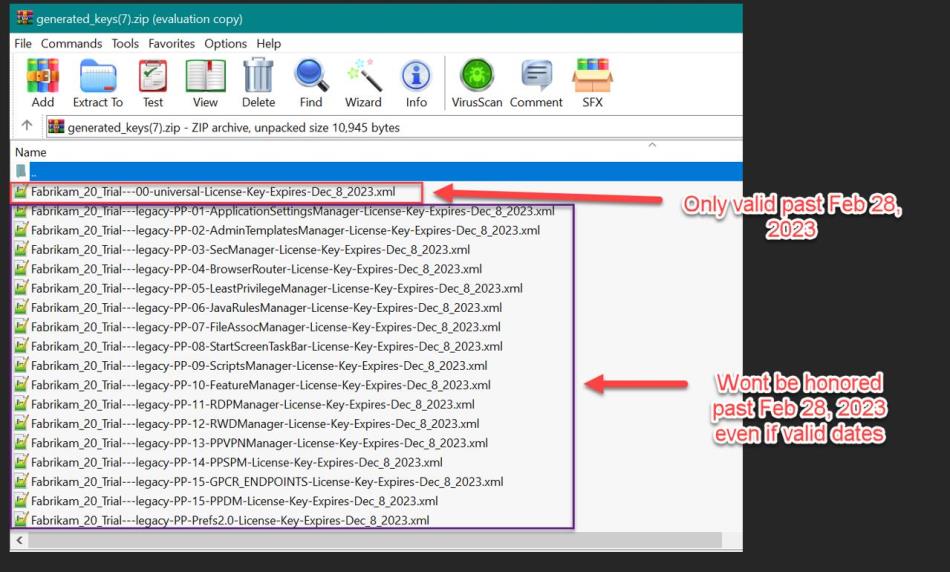 generated_keys(7).zip (evaluation copy)
File Commands Tools Favorites Options Help
Add Extract To Test View Delete Find Wizard Info VirusScan Comment SFX
generated_keys(7).zip - ZIP archive, unpacked size 10,945 bytes
Name
..
Fabrikam_20_Trial---00-universal-License-Key-Expires-Dec_8_2023.xml
Only valid past Feb 28,
2023
Fabrikam_20_Trial---legacy-PP-01-ApplicationSettingsManager-License-Key-Expires-Dec_8_2023.xml
Fabrikam_20_Trial---legacy-PP-02-AdminTemplatesManager-License-Key-Expires-Dec_8_2023.xml
Fabrikam_20_Trial---legacy-PP-03-SecManager-License-Key-Expires-Dec_8_2023.xml
Fabrikam_20_Trial---legacy-PP-04-BrowserRouter-License-Key-Expires-Dec_8_2023.xml
Fabrikam_20_Trial---legacy-PP-05-LeastPrivilegeManager-License-Key-Expires-Dec_8_2023.xml
Fabrikam_20_Trial---legacy-PP-06-JavaRulesManager-License-Key-Expires-Dec_8_2023.xml
Fabrikam_20_Trial---legacy-PP-07-FileAssocManager-License-Key-Expires-Dec_8_2023.xml
Fabrikam_20_Trial---legacy-PP-08-StartScreenTaskBar-License-Key-Expires-Dec_8_2023.xml
Fabrikam_20_Trial---legacy-PP-09-ScriptsManager-License-Key-Expires-Dec_8_2023.xml
Fabrikam_20_Trial---legacy-PP-10-FeatureManager-License-Key-Expires-Dec_8_2023.xml
Fabrikam_20_Trial---legacy-PP-11-RDPManager-License-Key-Expires-Dec_8_2023.xml
Fabrikam_20_Trial---legacy-PP-12-RWDManager-License-Key-Expires-Dec_8_2023.xml
Fabrikam_20_Trial---legacy-PP-13-PPVPNManager-License-Key-Expires-Dec_8_2023.xml
Fabrikam_20_Trial---legacy-PP-14-PPSPM-License-Key-Expires-Dec_8_2023.xml
Fabrikam_20_Trial---legacy-PP-15-GPCR_ENDPOINTS-License-Key-Expires-Dec_8_2023.xml
Fabrikam_20_Trial---legacy-PP-15-PPDM-License-Key-Expires-Dec_8_2023.xml
Fabrikam_20_Trial---legacy-PP-Prefs2.0-License-Key-Expires-Dec_8_2023.xml
Wont be honored
past Feb 28, 2023
even if valid dates